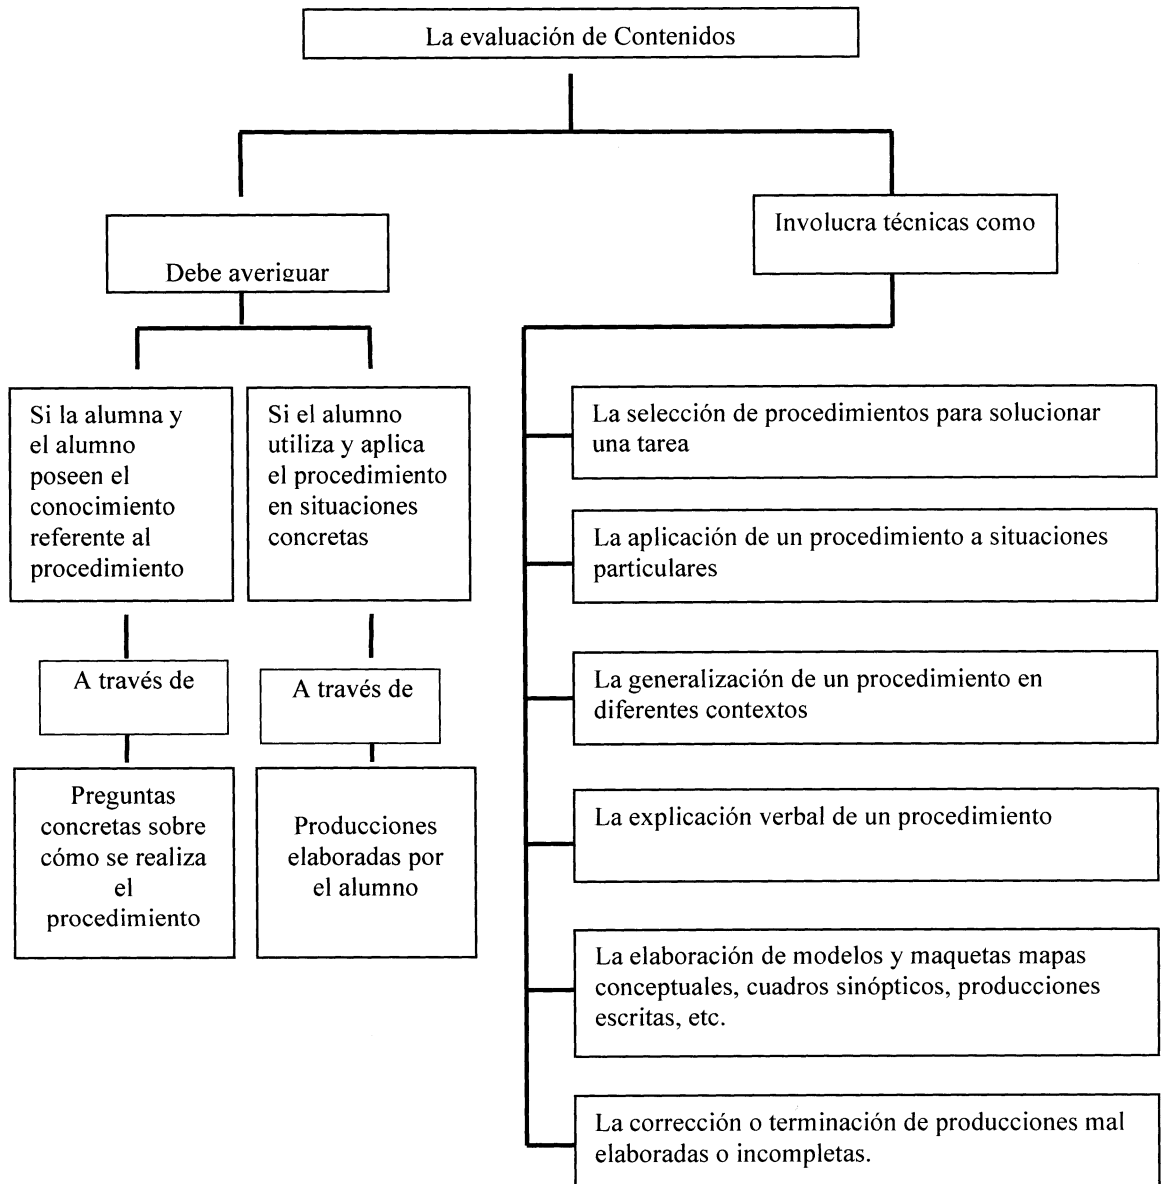 La evaluación de Contenidos
Debe averiguar
Involucra técnicas como
Si la alumna y
el alumno
poseen el
conocimiento
referente al
procedimiento
Si el alumno
utiliza y aplica
el procedimiento
en situaciones
concretas
A través de
A través de
Preguntas
concretas sobre
cómo se realiza
el
procedimiento
Producciones
elaboradas por
el alumno
La selección de procedimientos para solucionar
una tarea
La aplicación de un procedimiento a situaciones
particulares
La generalización de un procedimiento en
diferentes contextos
La explicación verbal de un procedimiento
La elaboración de modelos y maquetas mapas
conceptuales, cuadros sinópticos, producciones
escritas, etc.
La corrección o terminación de producciones mal
elaboradas o incompletas.